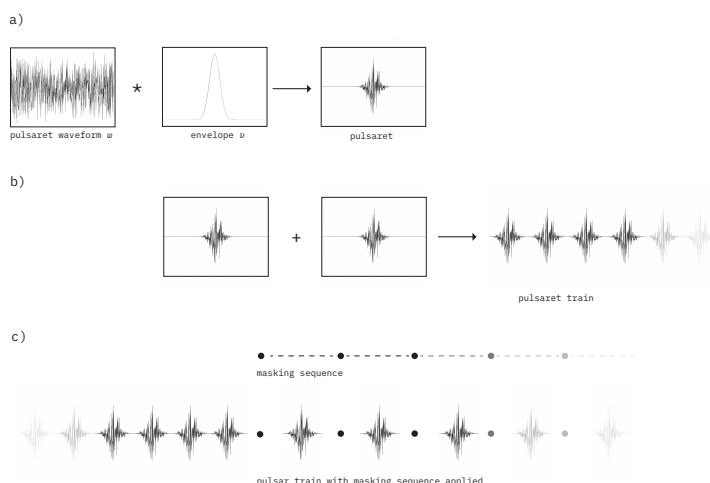 a)
*
pulsaret waveform w
envelope ν
pulsaret
b)
+
pulsaret train
c)
masking sequence
pulsar train with masking sequence applied